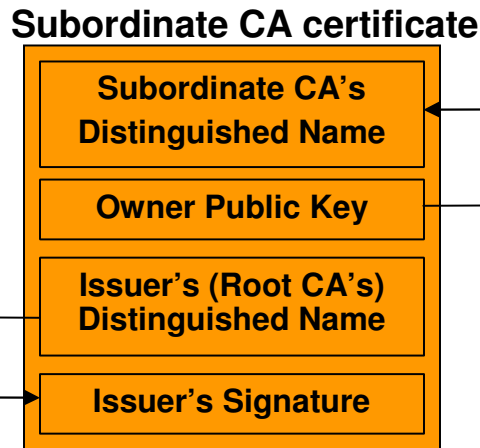 Subordinate CA certificate
Subordinate CA's
Distinguished Name
Owner Public Key
Issuer's (Root CA's)
Distinguished Name
Issuer's Signature